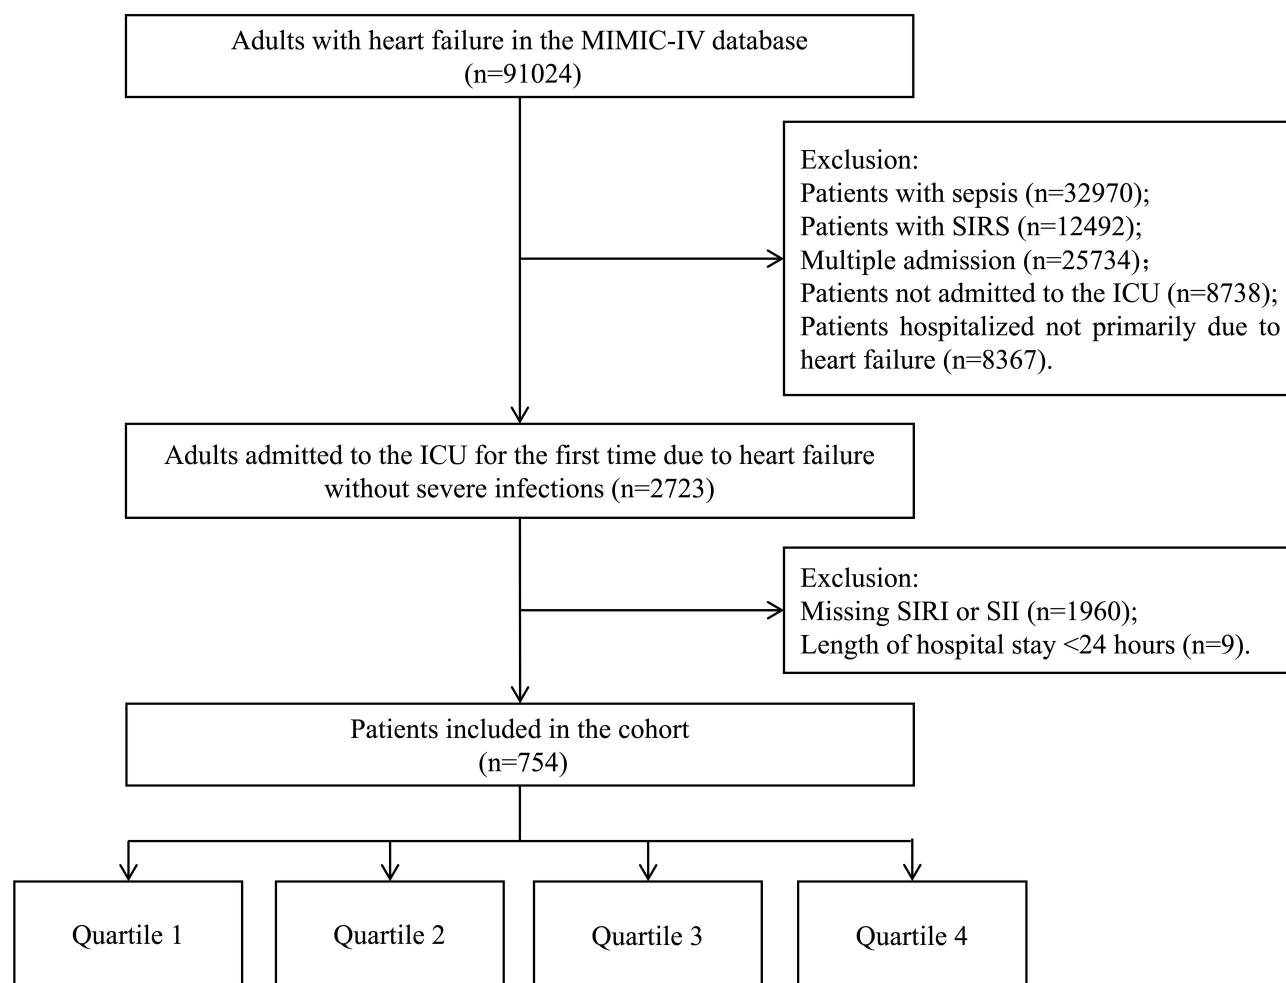 Adults with heart failure in the MIMIC-IV database
(n=91024)
Exclusion:
Patients with sepsis (n=32970);
Patients with SIRS (n=12492);
Multiple admission (n=25734)；
Patients not admitted to the ICU (n=8738);
Patients hospitalized not primarily due to
heart failure (n=8367).
Adults admitted to the ICU for the first time due to heart failure
without severe infections (n=2723)
Exclusion:
Missing SIRI or SII (n=1960);
Length of hospital stay <24 hours (n=9).
Patients included in the cohort
(n=754)
Quartile 1
Quartile 2
Quartile 3
Quartile 4